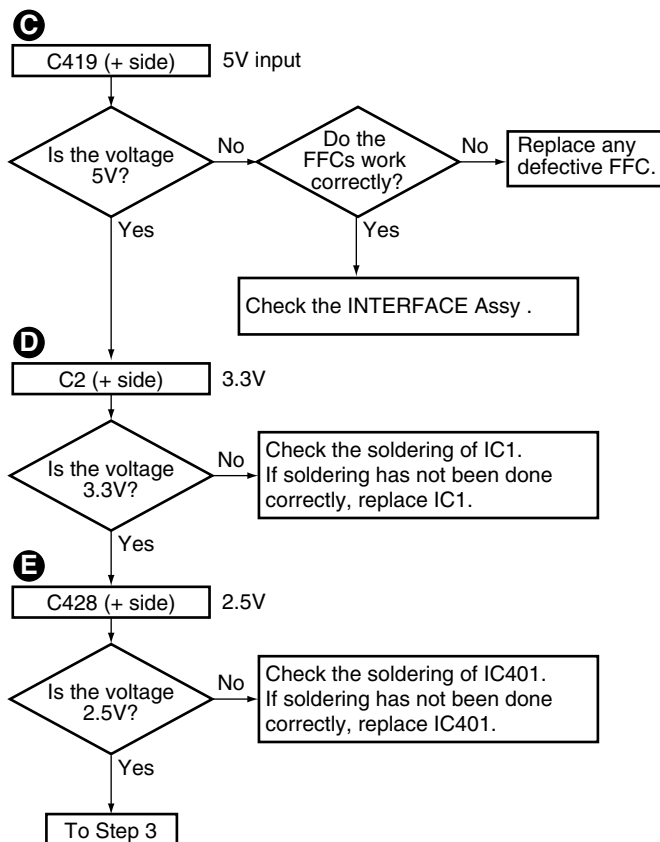 C
C419 (+ side) 5V input
Is the voltage
5V?
No
Do the
FFCs work
correctly?
No
Replace any
defective FFC.
Yes
Yes
Check the INTERFACE Assy .
D
C2 (+ side) 3.3V
Is the voltage
3.3V?
No
Check the soldering of IC1.
If soldering has not been done
correctly, replace IC1.
Yes
E
C428 (+ side) 2.5V
Is the voltage
2.5V?
No
Check the soldering of IC401.
If soldering has not been done
correctly, replace IC401.
Yes
To Step 3